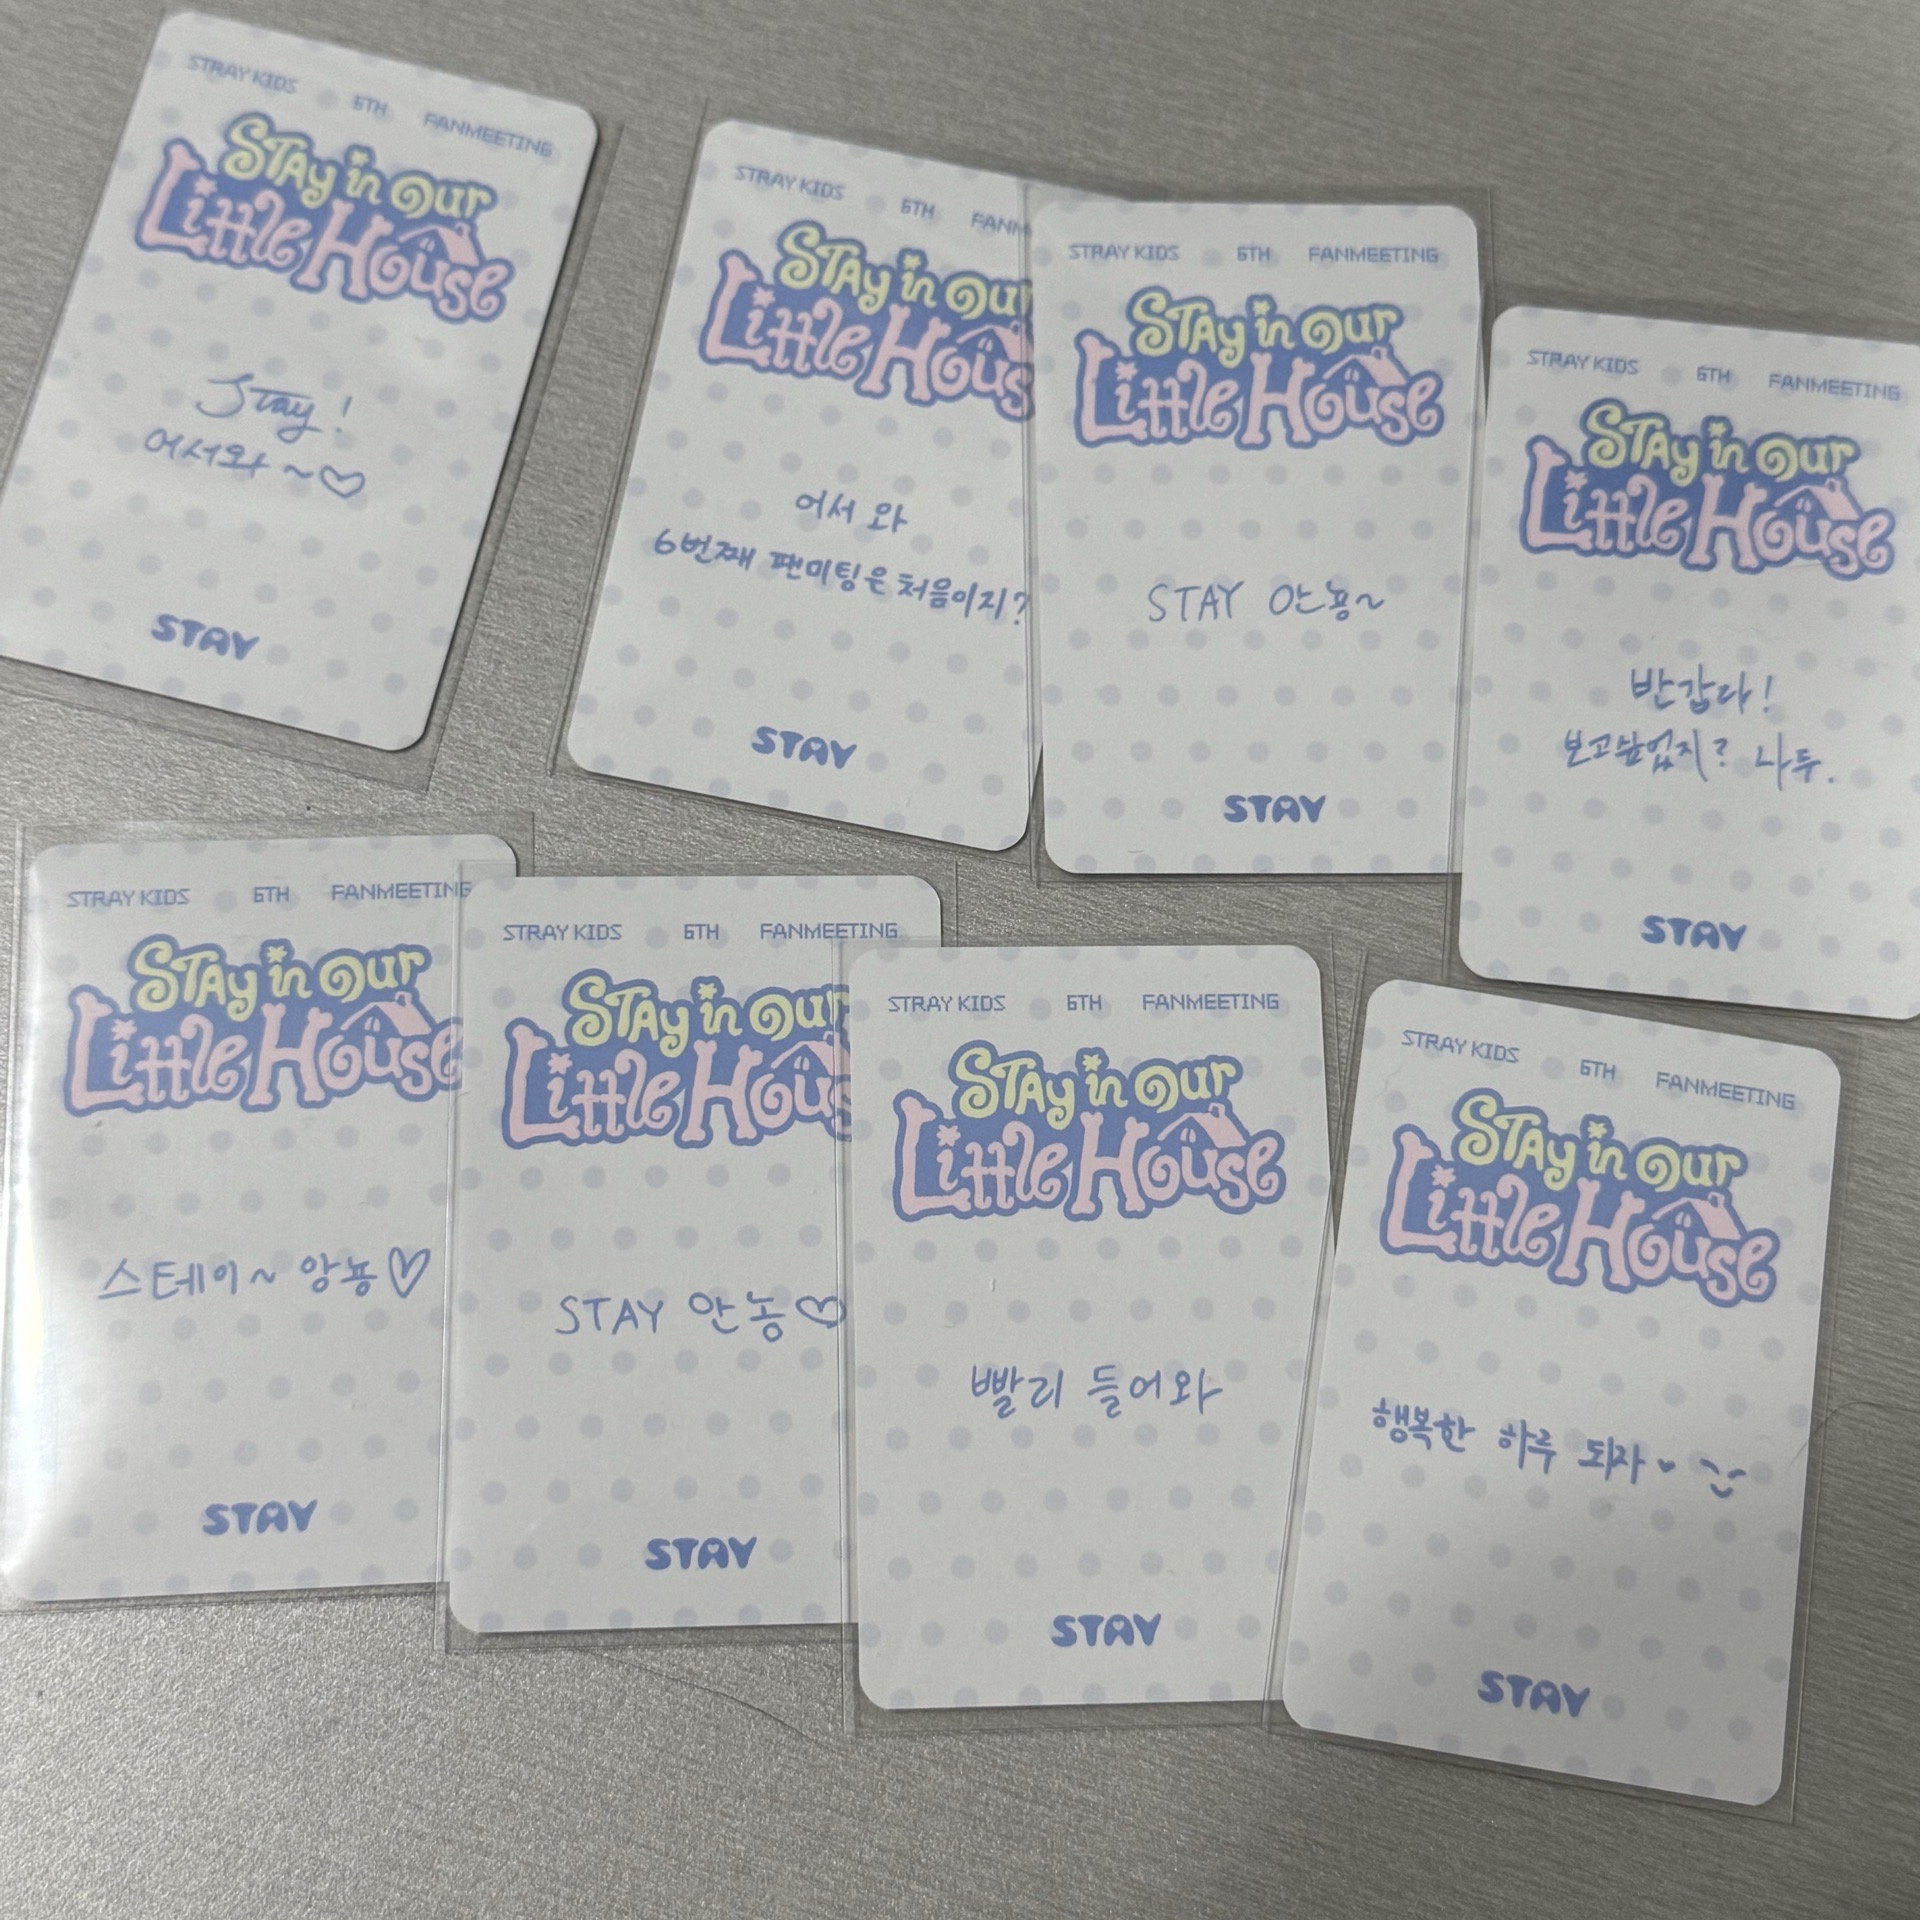 STRAY KIDS 6TH FANMEETING
STAy in our
Little House
Stay!
어서와~♡
STAY
STRAY KIDS 6TH FANM
STAy in our
Little Hous
어서 와
6번째 팬미팅은 처음이지?
STAY
STRAY KIDS 6TH FANMEETING
STAy in our
Little House
STAY 안뇽~
STAY
STRAY KIDS 6TH FANMEETING
STAy in our
Little House
반갑다!
보고싶었지? 나두.
STAY
STRAY KIDS 6TH FANMEETING
STAy in our
Little House
스테이~ 앙뇽♡
STAY
STRAY KIDS 6TH FANMEETING
STAy in our
Little Hous
STAY 안농♡
STAY
STRAY KIDS 6TH FANMEETING
STAy in our
Little House
빨리 들어와
STAY
STRAY KIDS 6TH FANMEETING
STAy in our
Little House
행복한 하루 되자♥
STAY